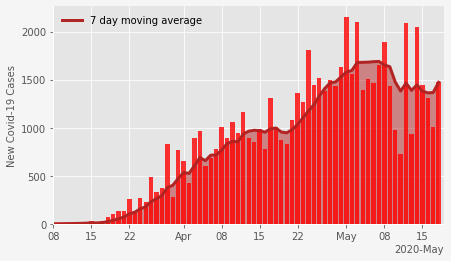 7 day moving average
New Covid-19 Cases
2000
1500
1000
500
0
08 15 22 Apr 08 15 22 May 08 15
2020-May